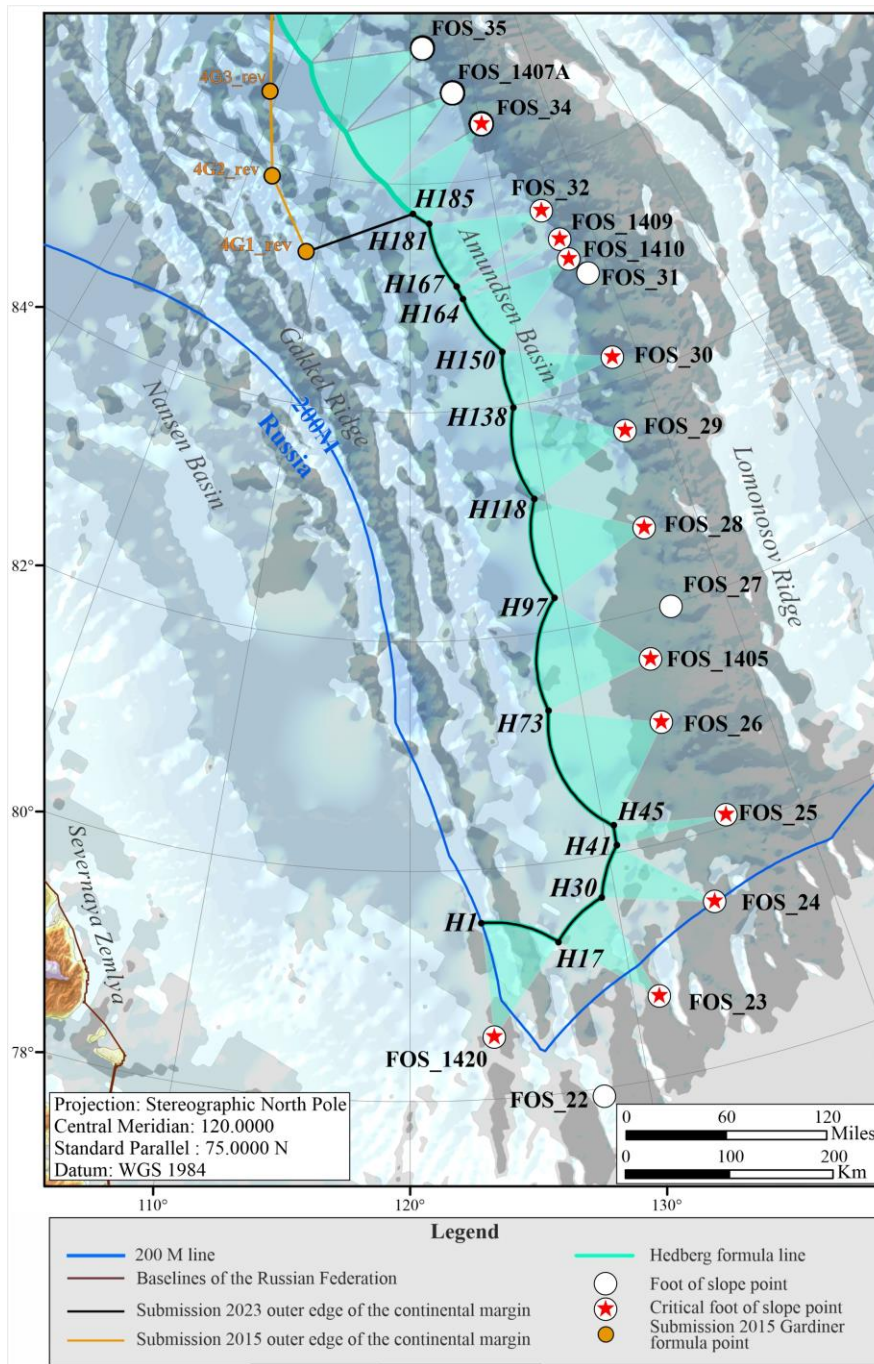 FOS_35
FOS_1407A
4G3_rev
FOS_34
4G2_rev
FOS_32
H185
FOS_1409
H181
FOS_1410
4G1_rev
FOS_31
Amundsen Basin
H167
84°
H164
FOS_30
H150
Gakkel Ridge
Nansen Basin
200M
Russia
H138
FOS_29
Lomonosov Ridge
H118
FOS_28
82°
FOS_27
H97
FOS_1405
H73
FOS_26
80°
H45
FOS_25
H41
Severnaya Zemlya
H30
FOS_24
H1
H17
FOS_23
78°
FOS_1420
FOS_22
Projection: Stereographic North Pole
Central Meridian: 120.0000
Standard Parallel : 75.0000 N
Datum: WGS 1984
0 60 120
Miles
0 100 200
Km
110° 120° 130°
Legend
200 M line
Baselines of the Russian Federation
Submission 2023 outer edge of the continental margin
Submission 2015 outer edge of the continental margin
Hedberg formula line
Foot of slope point
Critical foot of slope point
Submission 2015 Gardiner
formula point